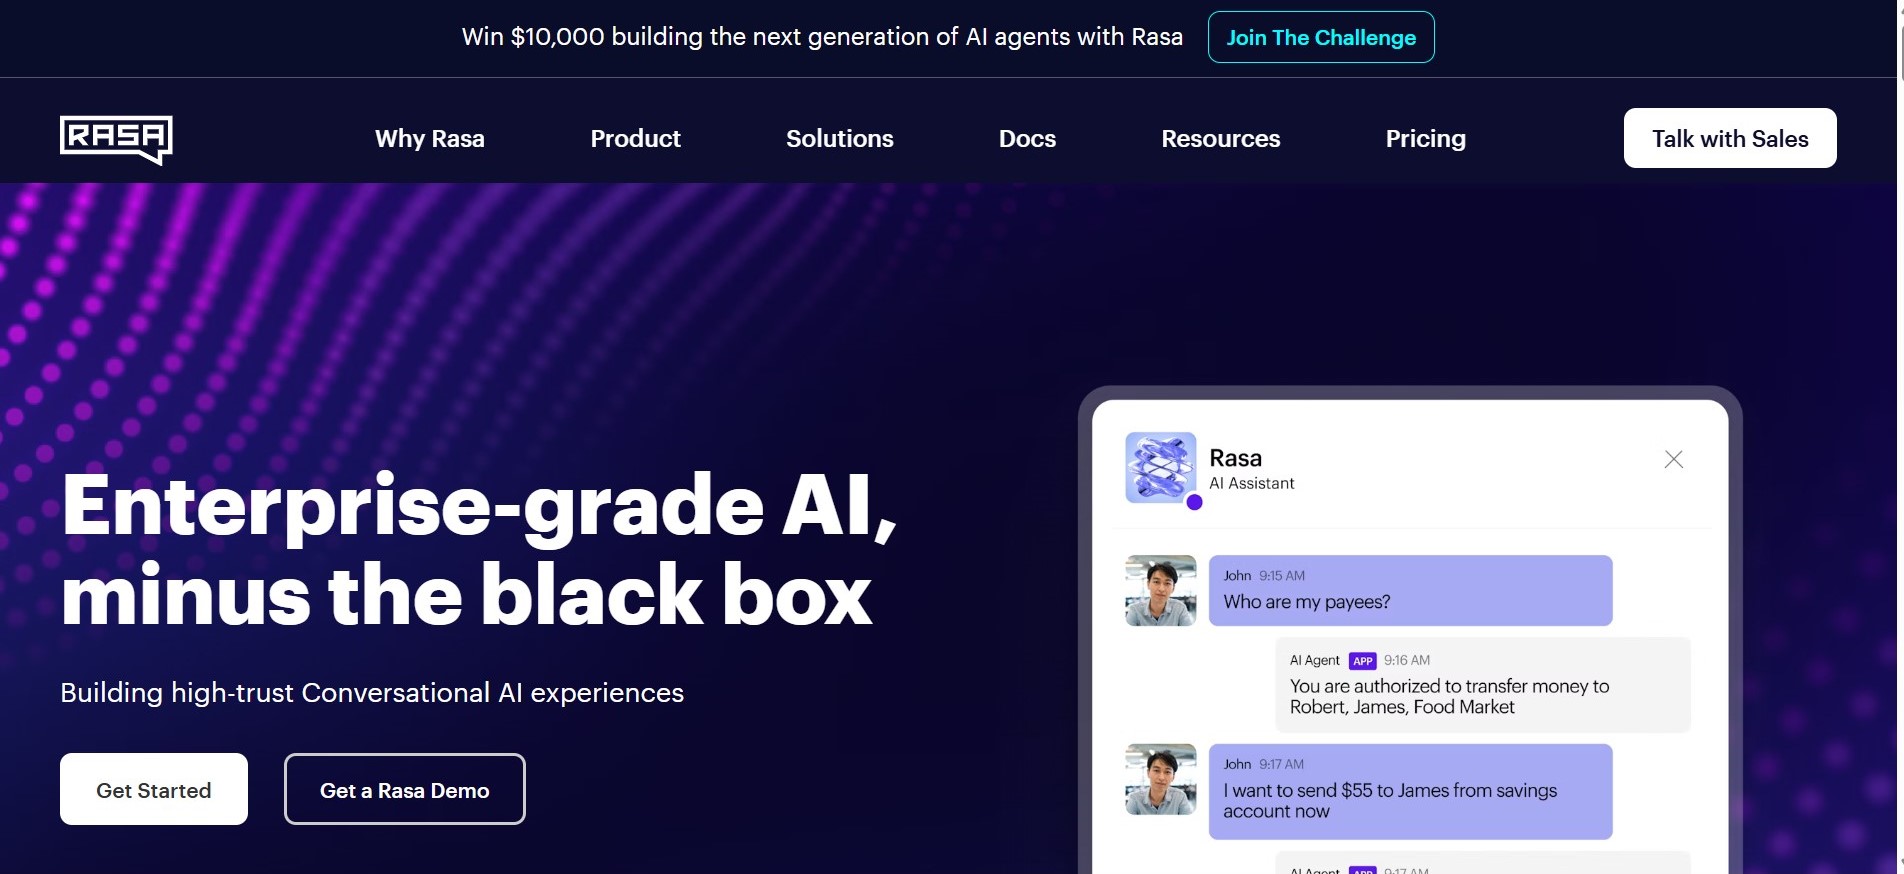 Win $10,000 building the next generation of AI agents with Rasa
Join The Challenge
RASA
Why Rasa
Product
Solutions
Docs
Resources
Pricing
Talk with Sales
Enterprise-grade AI,
minus the black box
Building high-trust Conversational AI experiences
Get Started
Get a Rasa Demo
Rasa
AI Assistant
John 9:15 AM
Who are my payees?
AI Agent APP 9:16 AM
You are authorized to transfer money to
Robert, James, Food Market
John 9:17 AM
I want to send $55 to James from savings
account now
AI Agent APP 9:17 AM